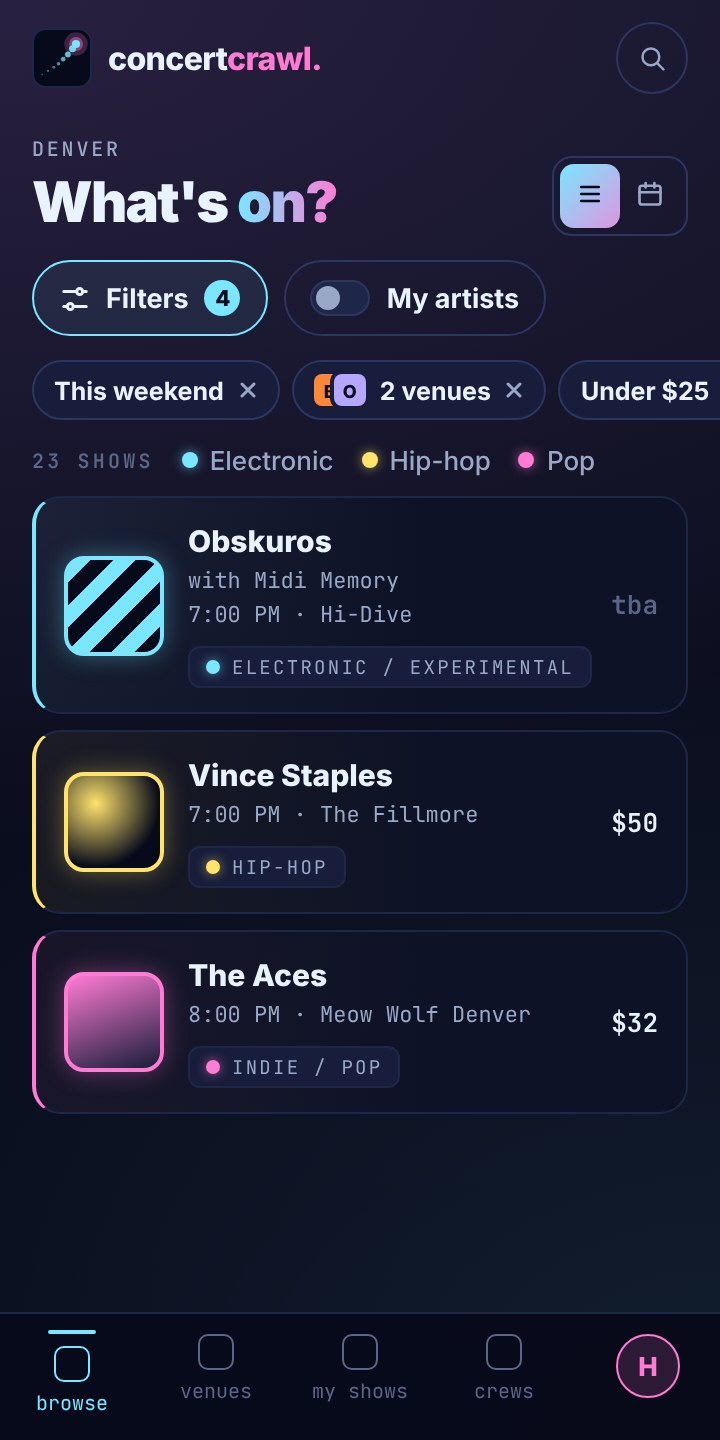 concertcrawl.
DENVER
What's on?
Filters 4
My artists
This weekend ×
O 2 venues ×
Under $25
23 SHOWS
Electronic
Hip-hop
Pop
Obskuros
with Midi Memory
7:00 PM · Hi-Dive
tba
ELECTRONIC / EXPERIMENTAL
Vince Staples
7:00 PM · The Fillmore
$50
HIP-HOP
The Aces
8:00 PM · Meow Wolf Denver
$32
INDIE / POP
browse
venues
my shows
crews
H